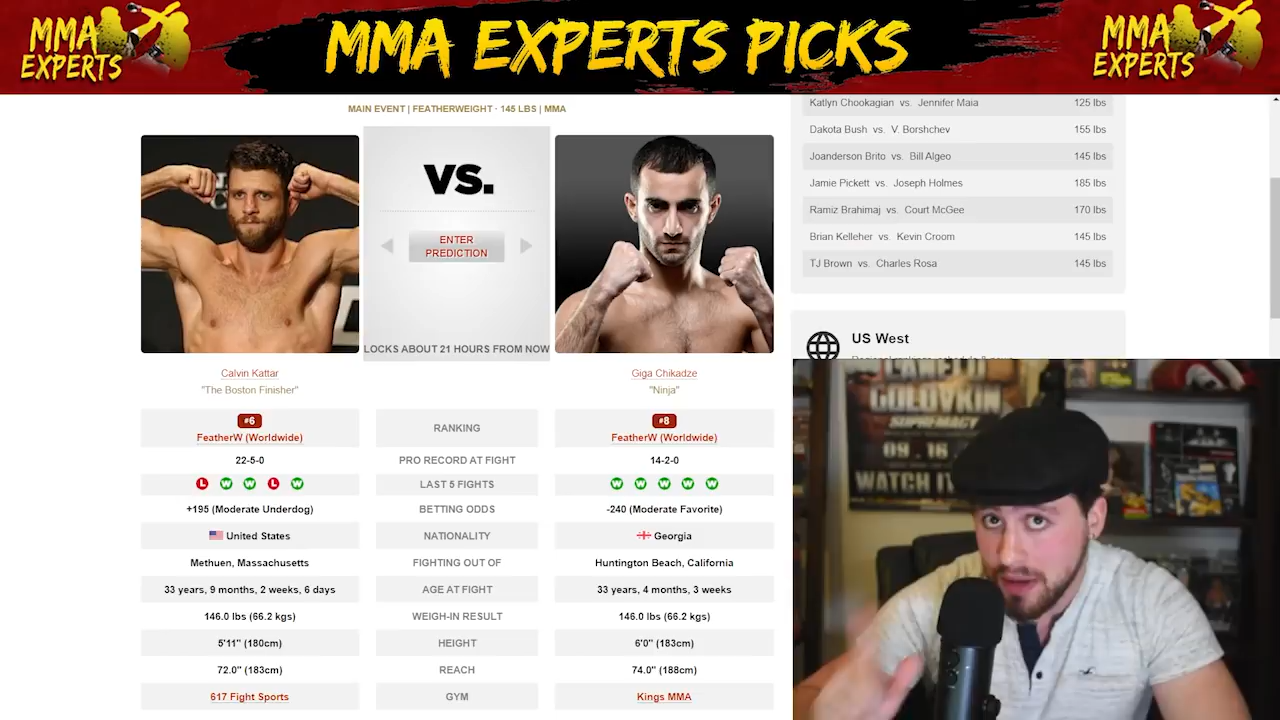 MMA
EXPERTS
MMA EXPERTS PICKS
MMA
EXPERTS
MAIN EVENT | FEATHERWEIGHT · 145 LBS | MMA
VS.
ENTER
PREDICTION
LOCKS ABOUT 21 HOURS FROM NOW
Calvin Kattar
"The Boston Finisher"
Giga Chikadze
"Ninja"
#6
FeatherW (Worldwide)
RANKING
#8
FeatherW (Worldwide)
22-5-0
PRO RECORD AT FIGHT
14-2-0
L W W L W
LAST 5 FIGHTS
W W W W W
+195 (Moderate Underdog)
BETTING ODDS
-240 (Moderate Favorite)
United States
NATIONALITY
Georgia
Methuen, Massachusetts
FIGHTING OUT OF
Huntington Beach, California
33 years, 9 months, 2 weeks, 6 days
AGE AT FIGHT
33 years, 4 months, 3 weeks
146.0 lbs (66.2 kgs)
WEIGH-IN RESULT
146.0 lbs (66.2 kgs)
5'11" (180cm)
HEIGHT
6'0" (183cm)
72.0" (183cm)
REACH
74.0" (188cm)
617 Fight Sports
GYM
Kings MMA
Katlyn Chookagian vs. Jennifer Maia 125 lbs
Dakota Bush vs. V. Borshchev 155 lbs
Joanderson Brito vs. Bill Algeo 145 lbs
Jamie Pickett vs. Joseph Holmes 185 lbs
Ramiz Brahimaj vs. Court McGee 170 lbs
Brian Kelleher vs. Kevin Croom 145 lbs
TJ Brown vs. Charles Rosa 145 lbs
US West
GOLOVKIN
SUPREMACY
09.16
WATCH